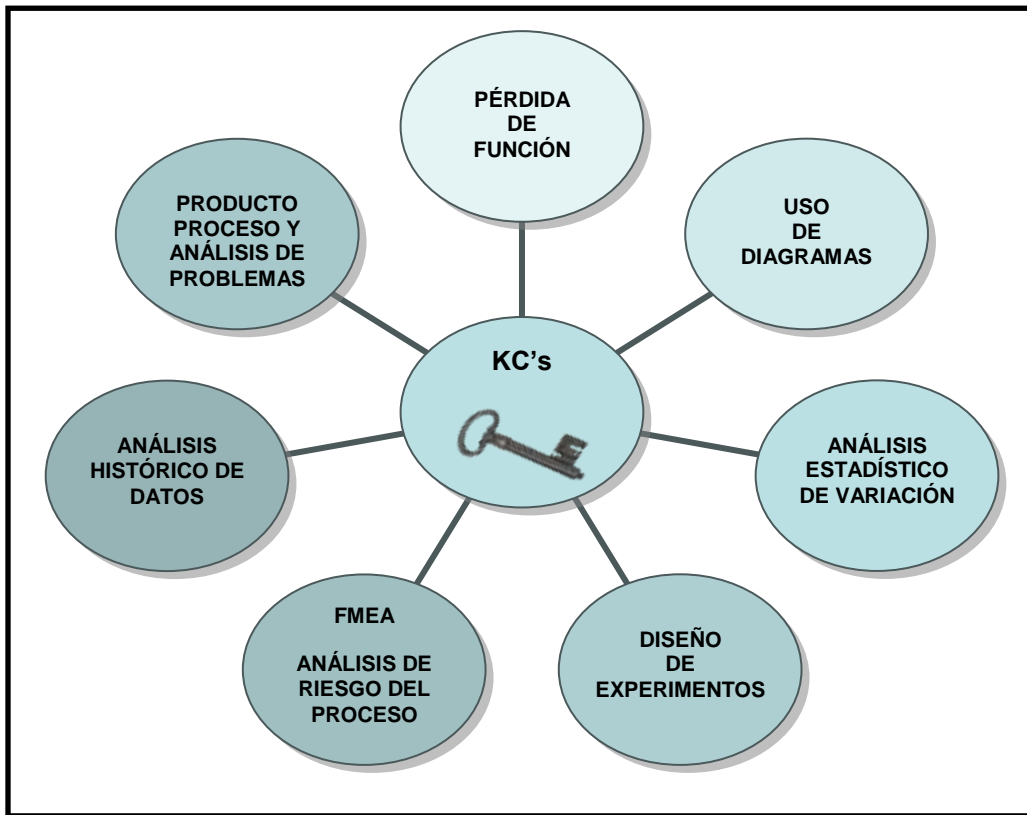 PÉRDIDA
DE
FUNCIÓN
USO
DE
DIAGRAMAS
ANÁLISIS
ESTADÍSTICO
DE VARIACIÓN
DISEÑO
DE
EXPERIMENTOS
FMEA
ANÁLISIS DE
RIESGO DEL
PROCESO
ANÁLISIS
HISTÓRICO DE
DATOS
PRODUCTO
PROCESO Y
ANÁLISIS DE
PROBLEMAS
KC’s